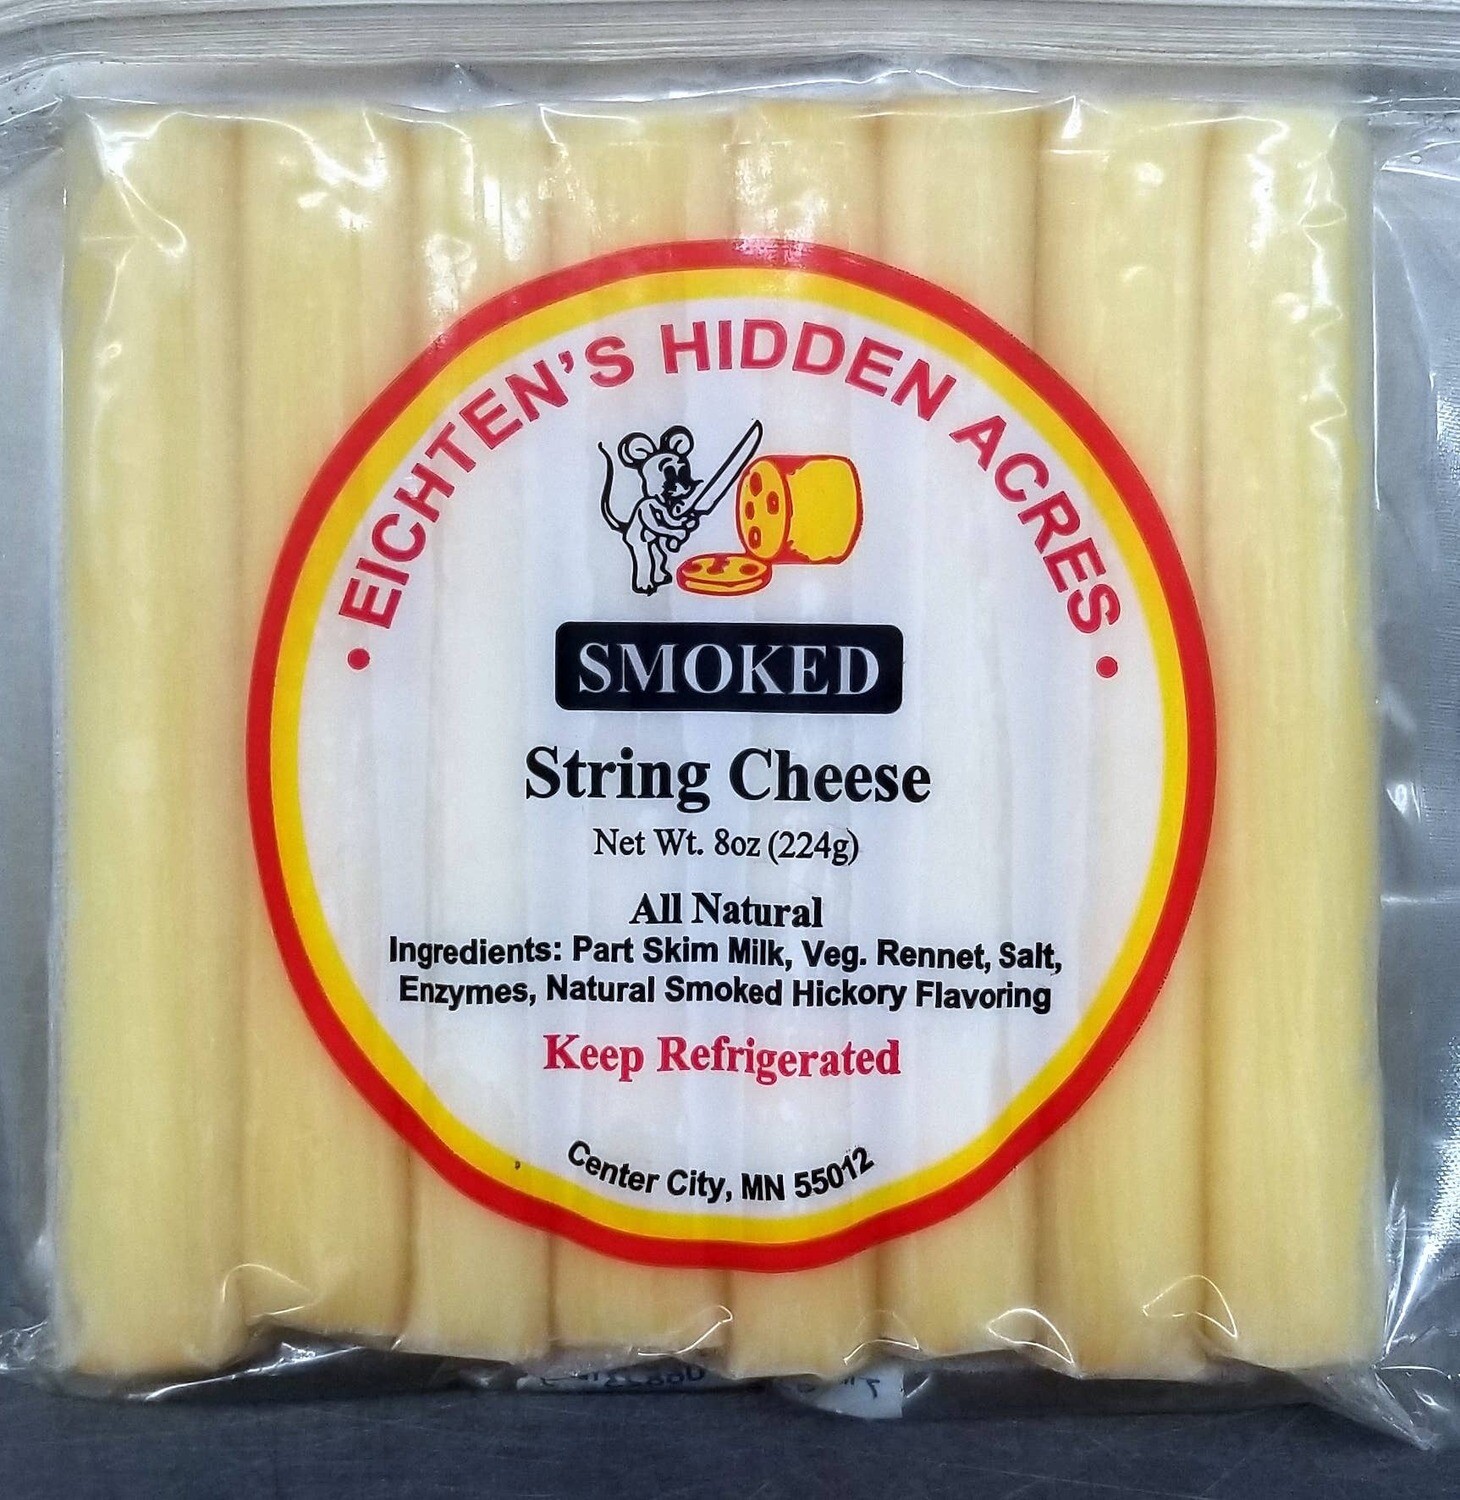 • EICHTEN'S HIDDEN ACRES •
SMOKED
String Cheese
Net Wt. 8oz (224g)
All Natural
Ingredients: Part Skim Milk, Veg. Rennet, Salt,
Enzymes, Natural Smoked Hickory Flavoring
Keep Refrigerated
Center City, MN 55012